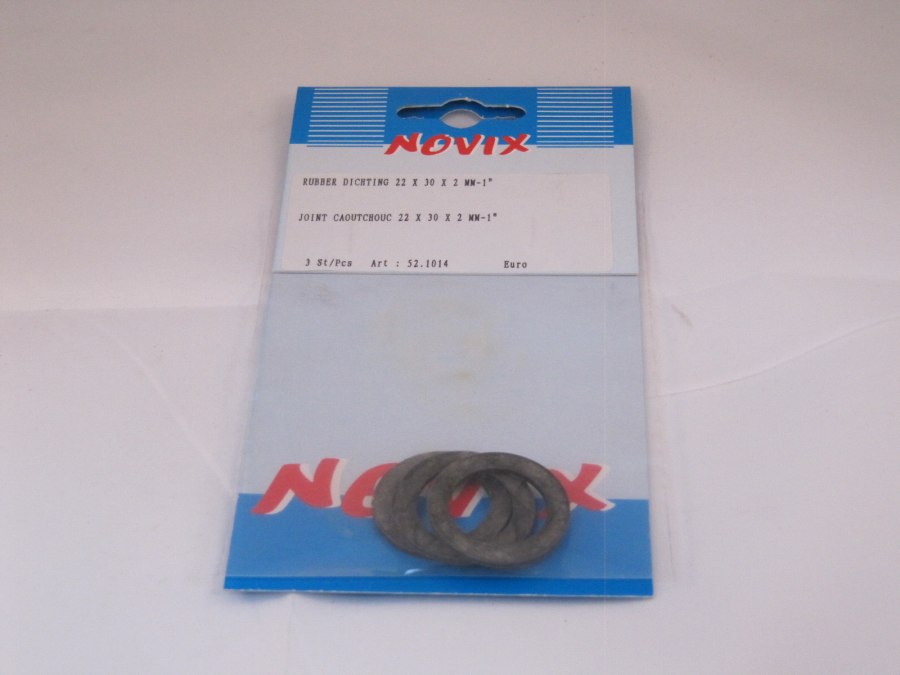 NOVIX
RUBBER DICHTING 22 X 30 X 2 MM-1"
JOINT CAOUTCHOUC 22 X 30 X 2 MM-1"
3 St/Pcs Art : 52.1014 Euro
NOVIX